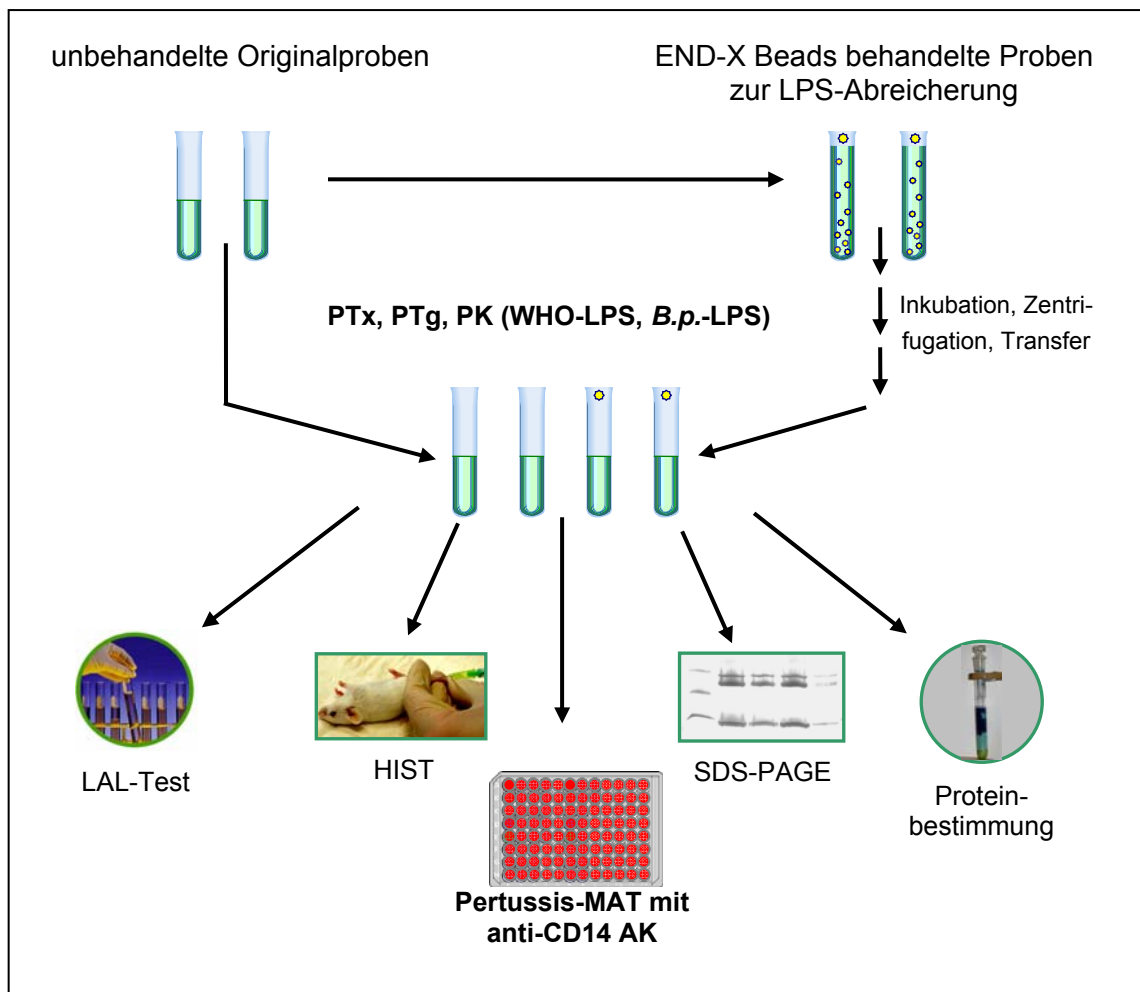 unbehandelte Originalproben
END-X Beads behandelte Proben
zur LPS-Abreicherung
PTx, PTg, PK (WHO-LPS, B.p.-LPS)
Inkubation, Zentri-
fugation, Transfer
LAL-Test
HIST
SDS-PAGE
Protein-
bestimmung
Pertussis-MAT mit
anti-CD14 AK